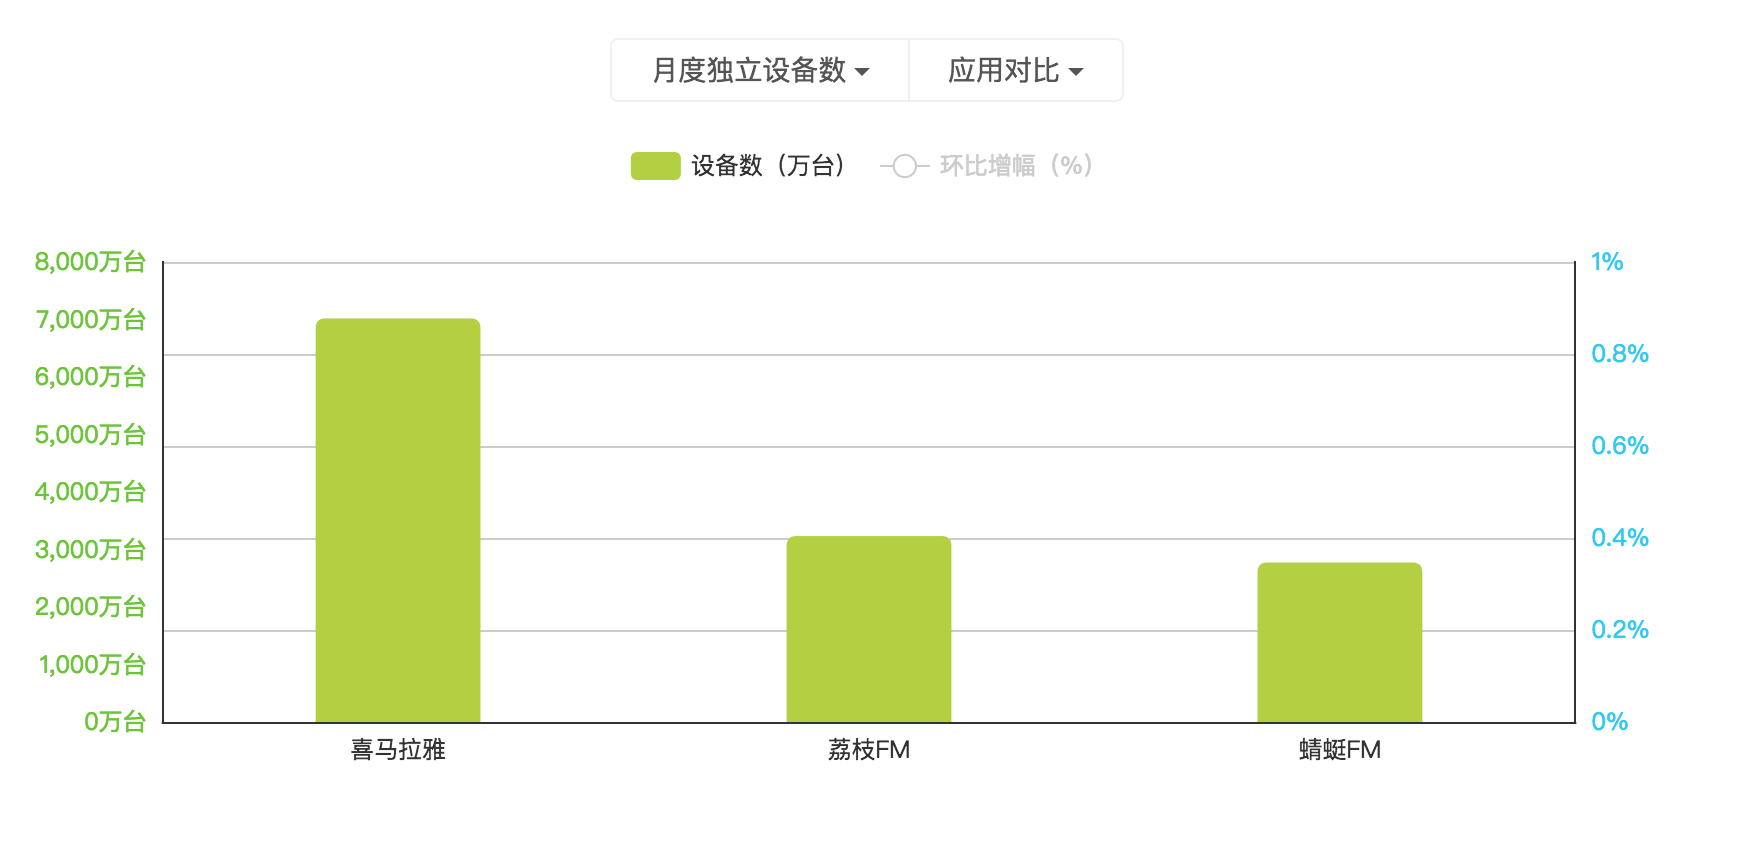 月度独立设备数 应用对比
设备数（万台） 环比增幅（%）
8,000万台 1%
7,000万台
0.8%
6,000万台
5,000万台 0.6%
4,000万台
3,000万台 0.4%
2,000万台 0.2%
1,000万台
0万台 0%
喜马拉雅 荔枝FM 蜻蜓FM